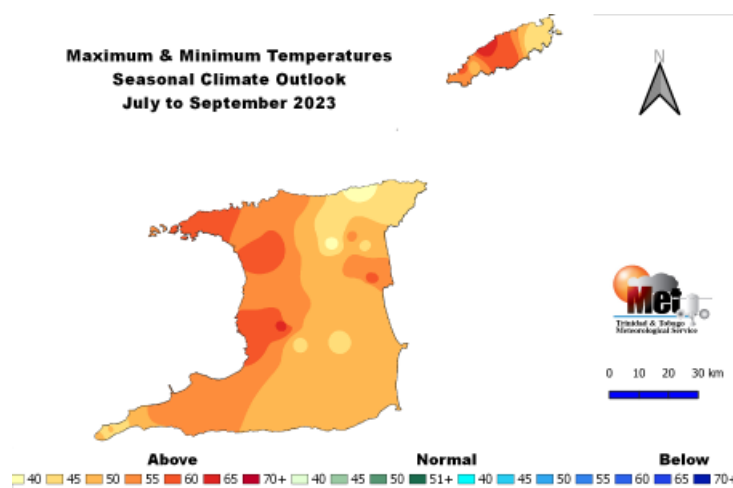 Maximum & Minimum Temperatures
Seasonal Climate Outlook
July to September 2023
N
Met
Trinidad & Tobago
Meteorological Service
0 10 20 30 km
Above Normal Below
40 45 50 55 60 65 70+ 40 45 50 51+ 40 45 50 55 60 65 70+